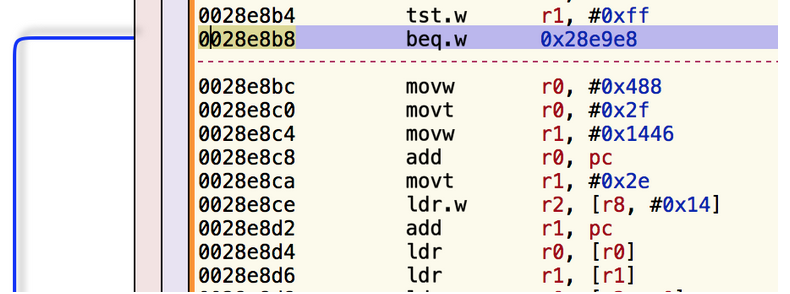 0028e8b4 tst.w r1, #0xff
0028e8b8 beq.w 0x28e9e8
0028e8bc movw r0, #0x488
0028e8c0 movt r0, #0x2f
0028e8c4 movw r1, #0x1446
0028e8c8 add r0, pc
0028e8ca movt r1, #0x2e
0028e8ce ldr.w r2, [r8, #0x14]
0028e8d2 add r1, pc
0028e8d4 ldr r0, [r0]
0028e8d6 ldr r1, [r1]